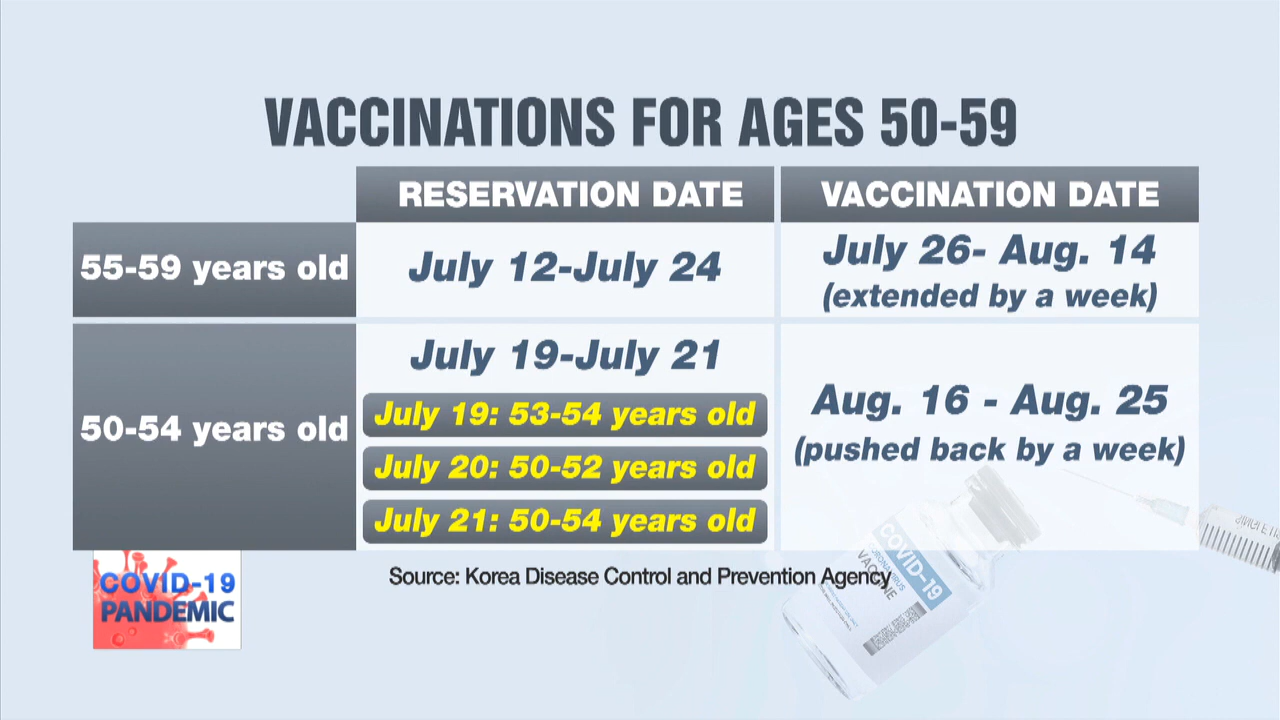 VACCINATIONS FOR AGES 50-59
RESERVATION DATE
VACCINATION DATE
55-59 years old
July 12-July 24
July 26- Aug. 14
(extended by a week)
50-54 years old
July 19-July 21
July 19: 53-54 years old
July 20: 50-52 years old
July 21: 50-54 years old
Aug. 16 - Aug. 25
(pushed back by a week)
COVID-19
PANDEMIC
Source: Korea Disease Control and Prevention Agency
COVID-19
CORONAVIRUS
VACCINE